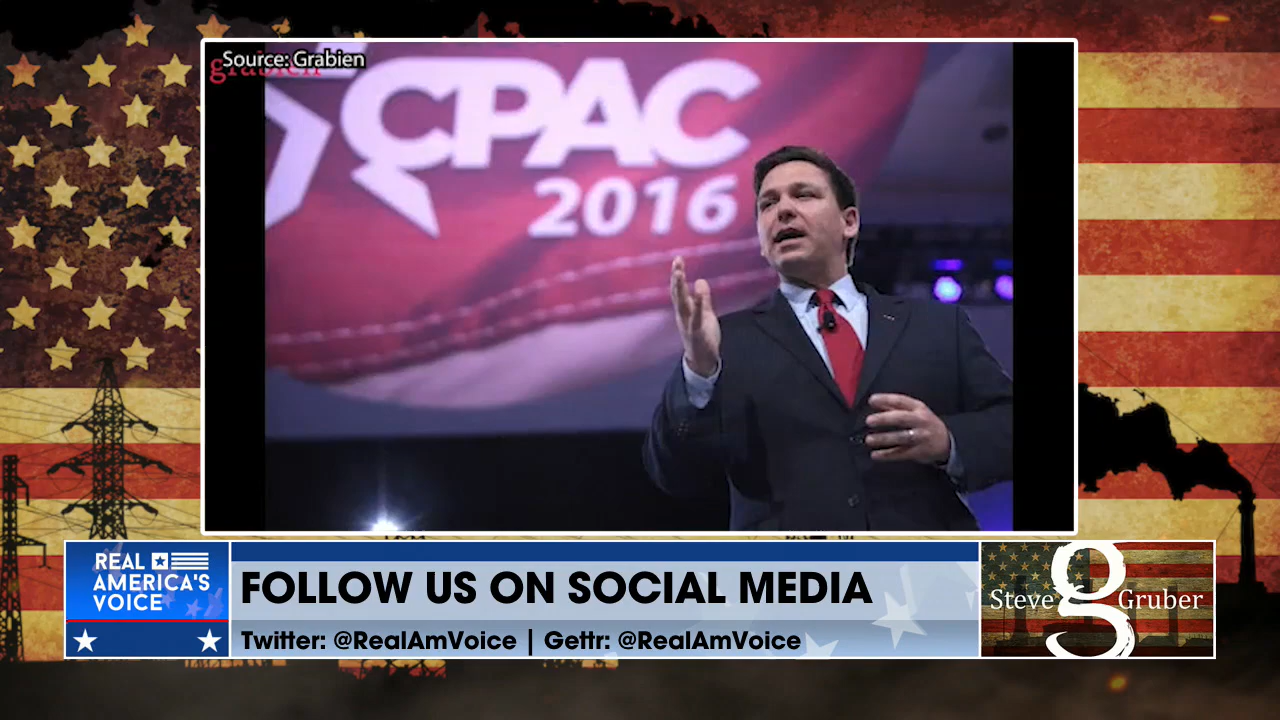 Source: Grabien
grabien
CPAC
2016
REAL
AMERICA'S
VOICE
FOLLOW US ON SOCIAL MEDIA
Twitter: @RealAmVoice | Gettr: @RealAmVoice
Steve g Gruber